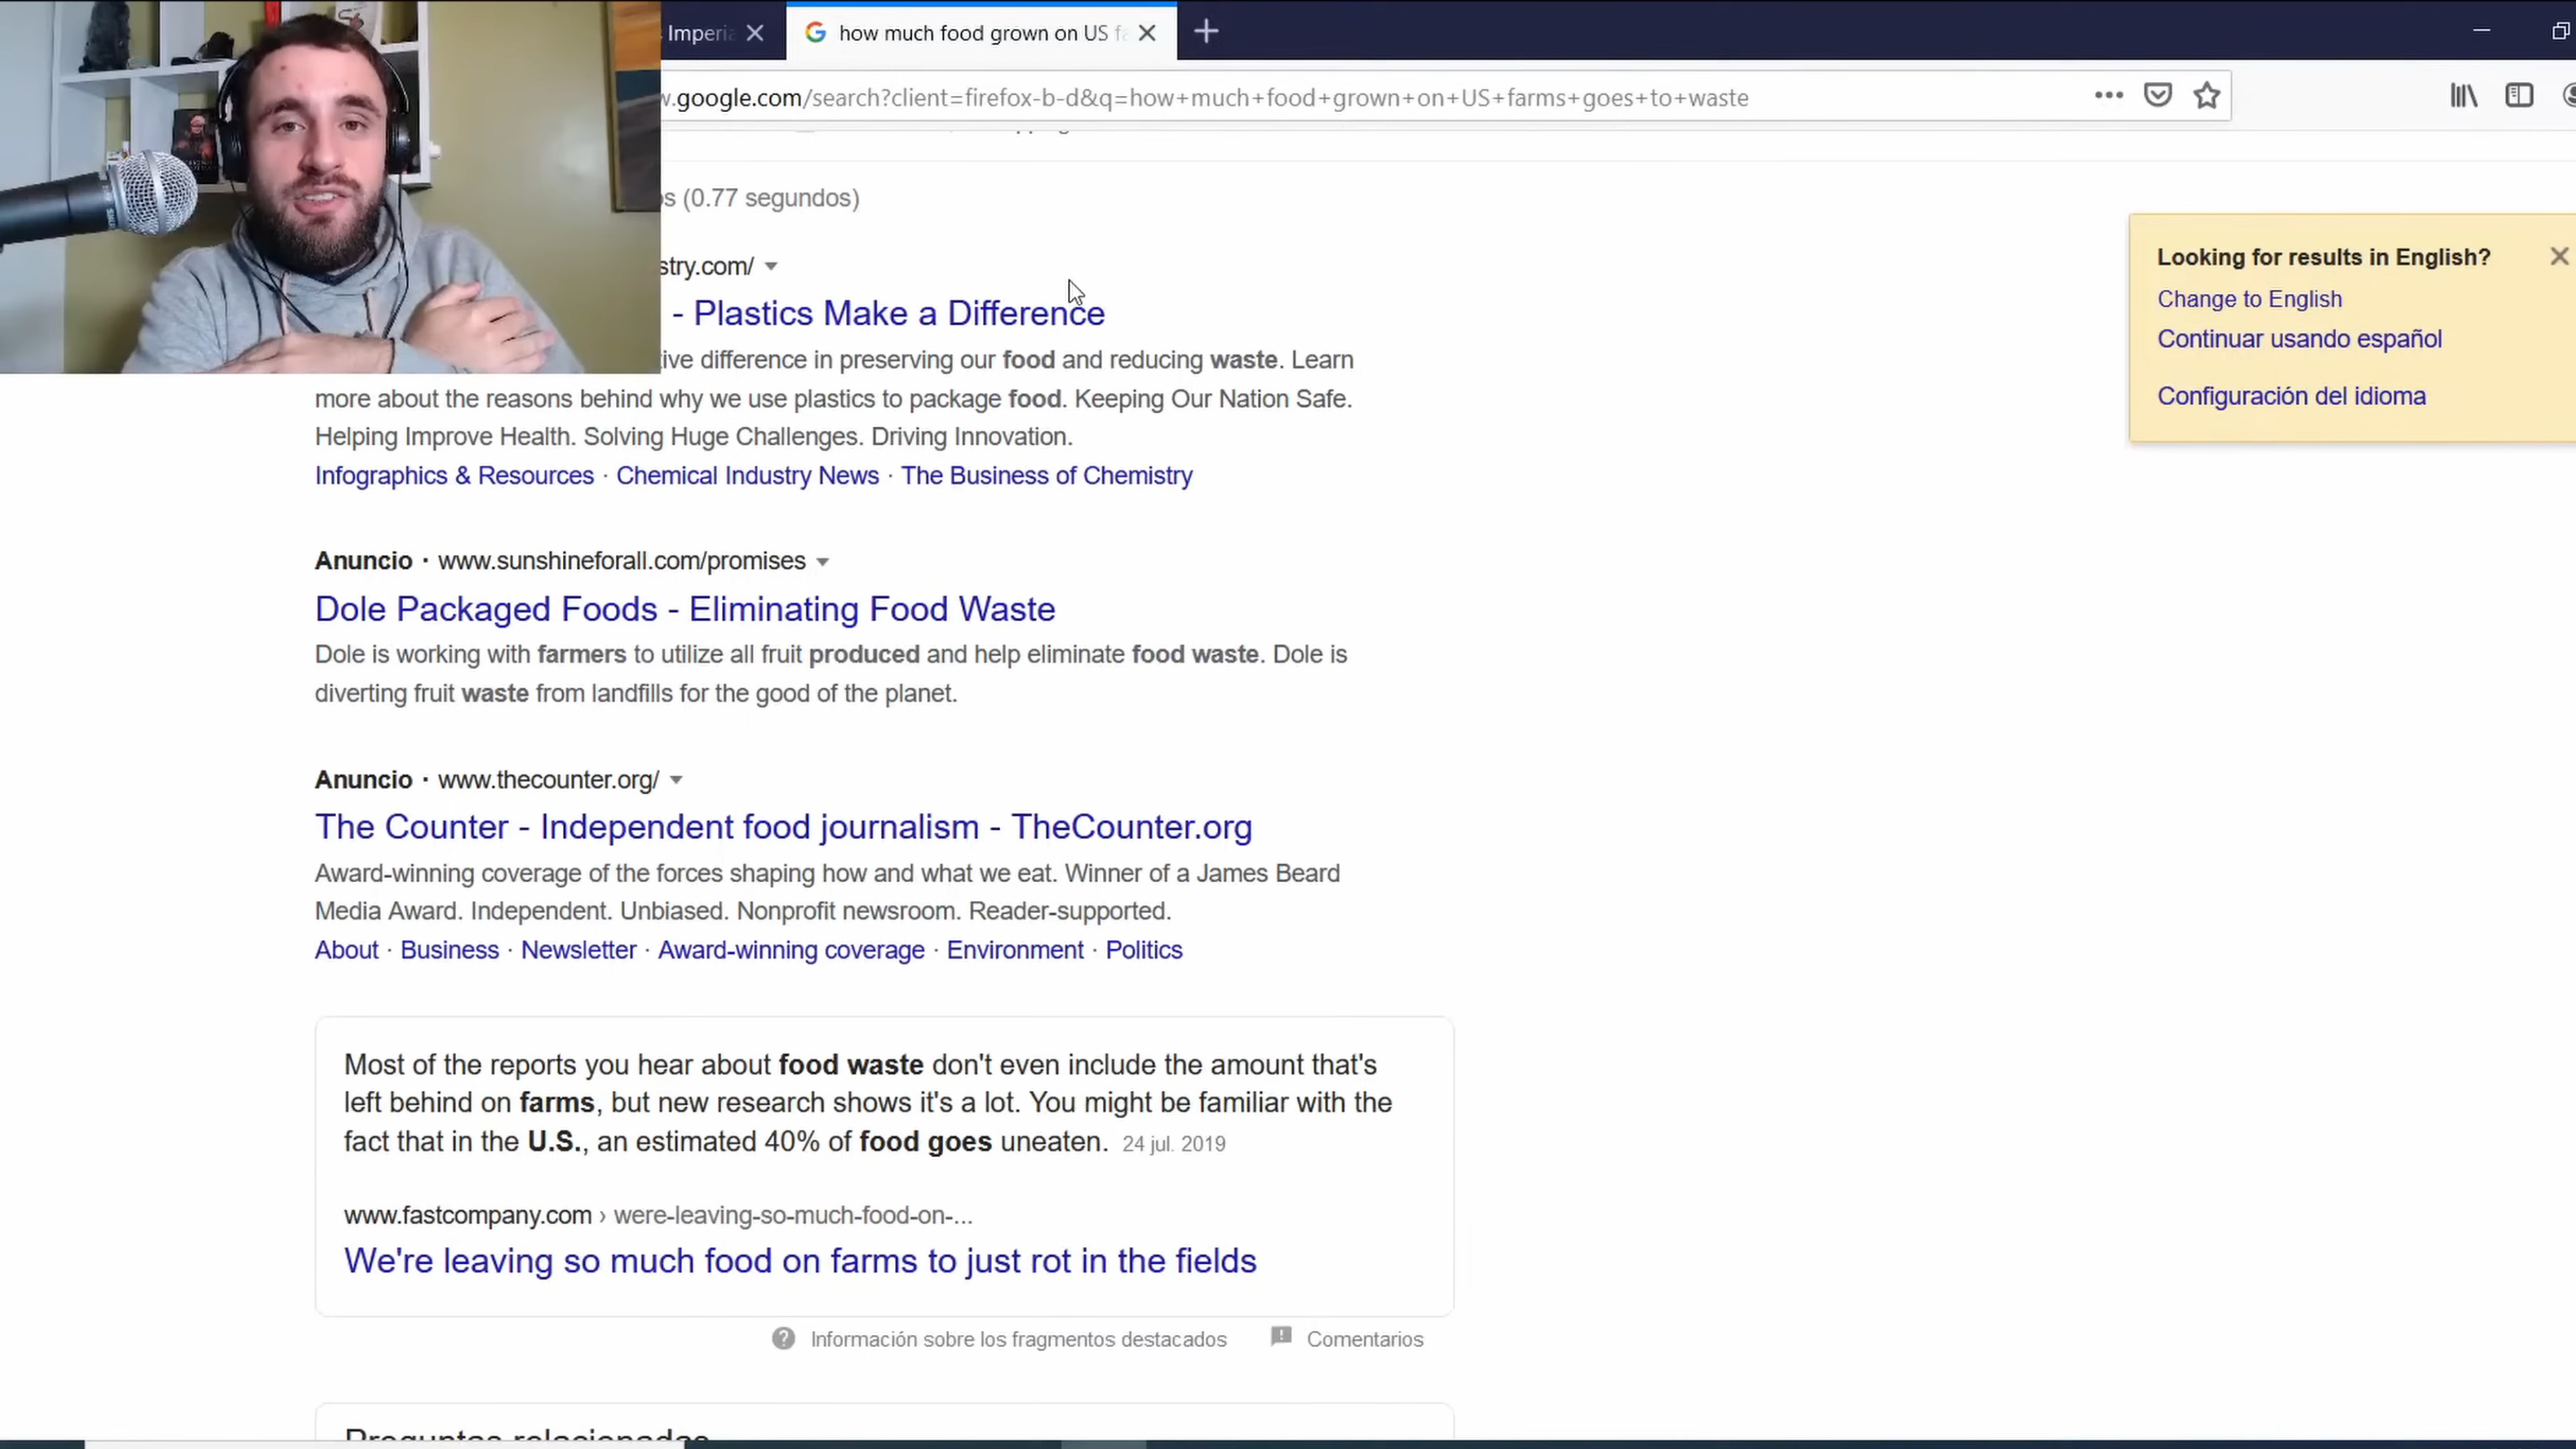 Imperia
how much food grown on US fa
.google.com/search?client=firefox-b-d&q=how+much+food+grown+on+US+farms+goes+to+waste
(0.77 segundos)
Looking for results in English?
Change to English
Continuar usando español
Configuración del idioma
stry.com/
- Plastics Make a Difference
tive difference in preserving our food and reducing waste. Learn
more about the reasons behind why we use plastics to package food. Keeping Our Nation Safe.
Helping Improve Health. Solving Huge Challenges. Driving Innovation.
Infographics & Resources · Chemical Industry News · The Business of Chemistry
Anuncio · www.sunshineforall.com/promises
Dole Packaged Foods - Eliminating Food Waste
Dole is working with farmers to utilize all fruit produced and help eliminate food waste. Dole is
diverting fruit waste from landfills for the good of the planet.
Anuncio · www.thecounter.org/
The Counter - Independent food journalism - TheCounter.org
Award-winning coverage of the forces shaping how and what we eat. Winner of a James Beard
Media Award. Independent. Unbiased. Nonprofit newsroom. Reader-supported.
About · Business · Newsletter · Award-winning coverage · Environment · Politics
Most of the reports you hear about food waste don't even include the amount that's
left behind on farms, but new research shows it's a lot. You might be familiar with the
fact that in the U.S., an estimated 40% of food goes uneaten. 24 jul. 2019
www.fastcompany.com › were-leaving-so-much-food-on-...
We're leaving so much food on farms to just rot in the fields
Información sobre los fragmentos destacados
Comentarios
Preguntas relacionadas